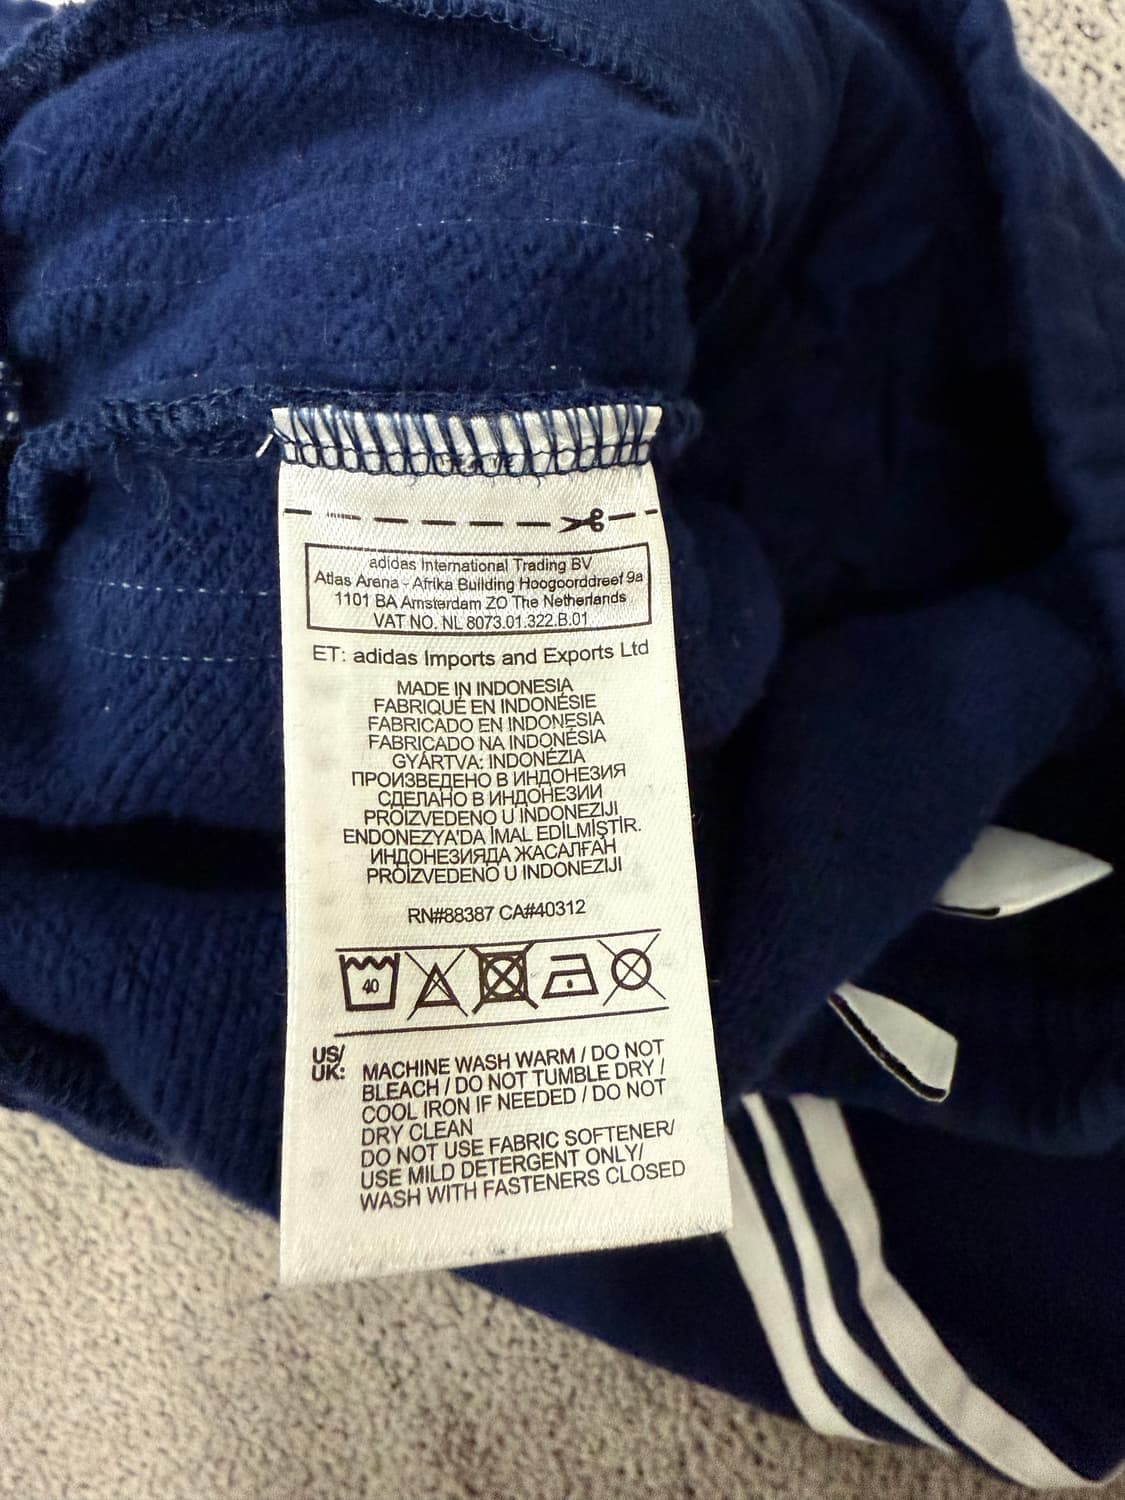 adidas International Trading BV
Atlas Arena - Afrika Building Hoogoorddreef 9a
1101 BA Amsterdam ZO The Netherlands
VAT NO. NL 8073.01.322.B.01
ET: adidas Imports and Exports Ltd
MADE IN INDONESIA
FABRIQUÉ EN INDONÉSIE
FABRICADO EN INDONESIA
FABRICADO NA INDONÉSIA
GYÁRTVA: INDONÉZIA
ПРОИЗВЕДЕНО В ИНДОНЕЗИЯ
СДЕЛАНО В ИНДОНЕЗИИ
PROIZVEDENO U INDONEZIJI
ENDONEZYA'DA İMAL EDİLMİŞTİR.
ИНДОНЕЗИЯДА ЖАСАЛҒАН
PROIZVEDENO U INDONEZIJI
RN#88387 CA#40312
40
US/
UK: MACHINE WASH WARM / DO NOT
BLEACH / DO NOT TUMBLE DRY /
COOL IRON IF NEEDED / DO NOT
DRY CLEAN
DO NOT USE FABRIC SOFTENER/
USE MILD DETERGENT ONLY/
WASH WITH FASTENERS CLOSED